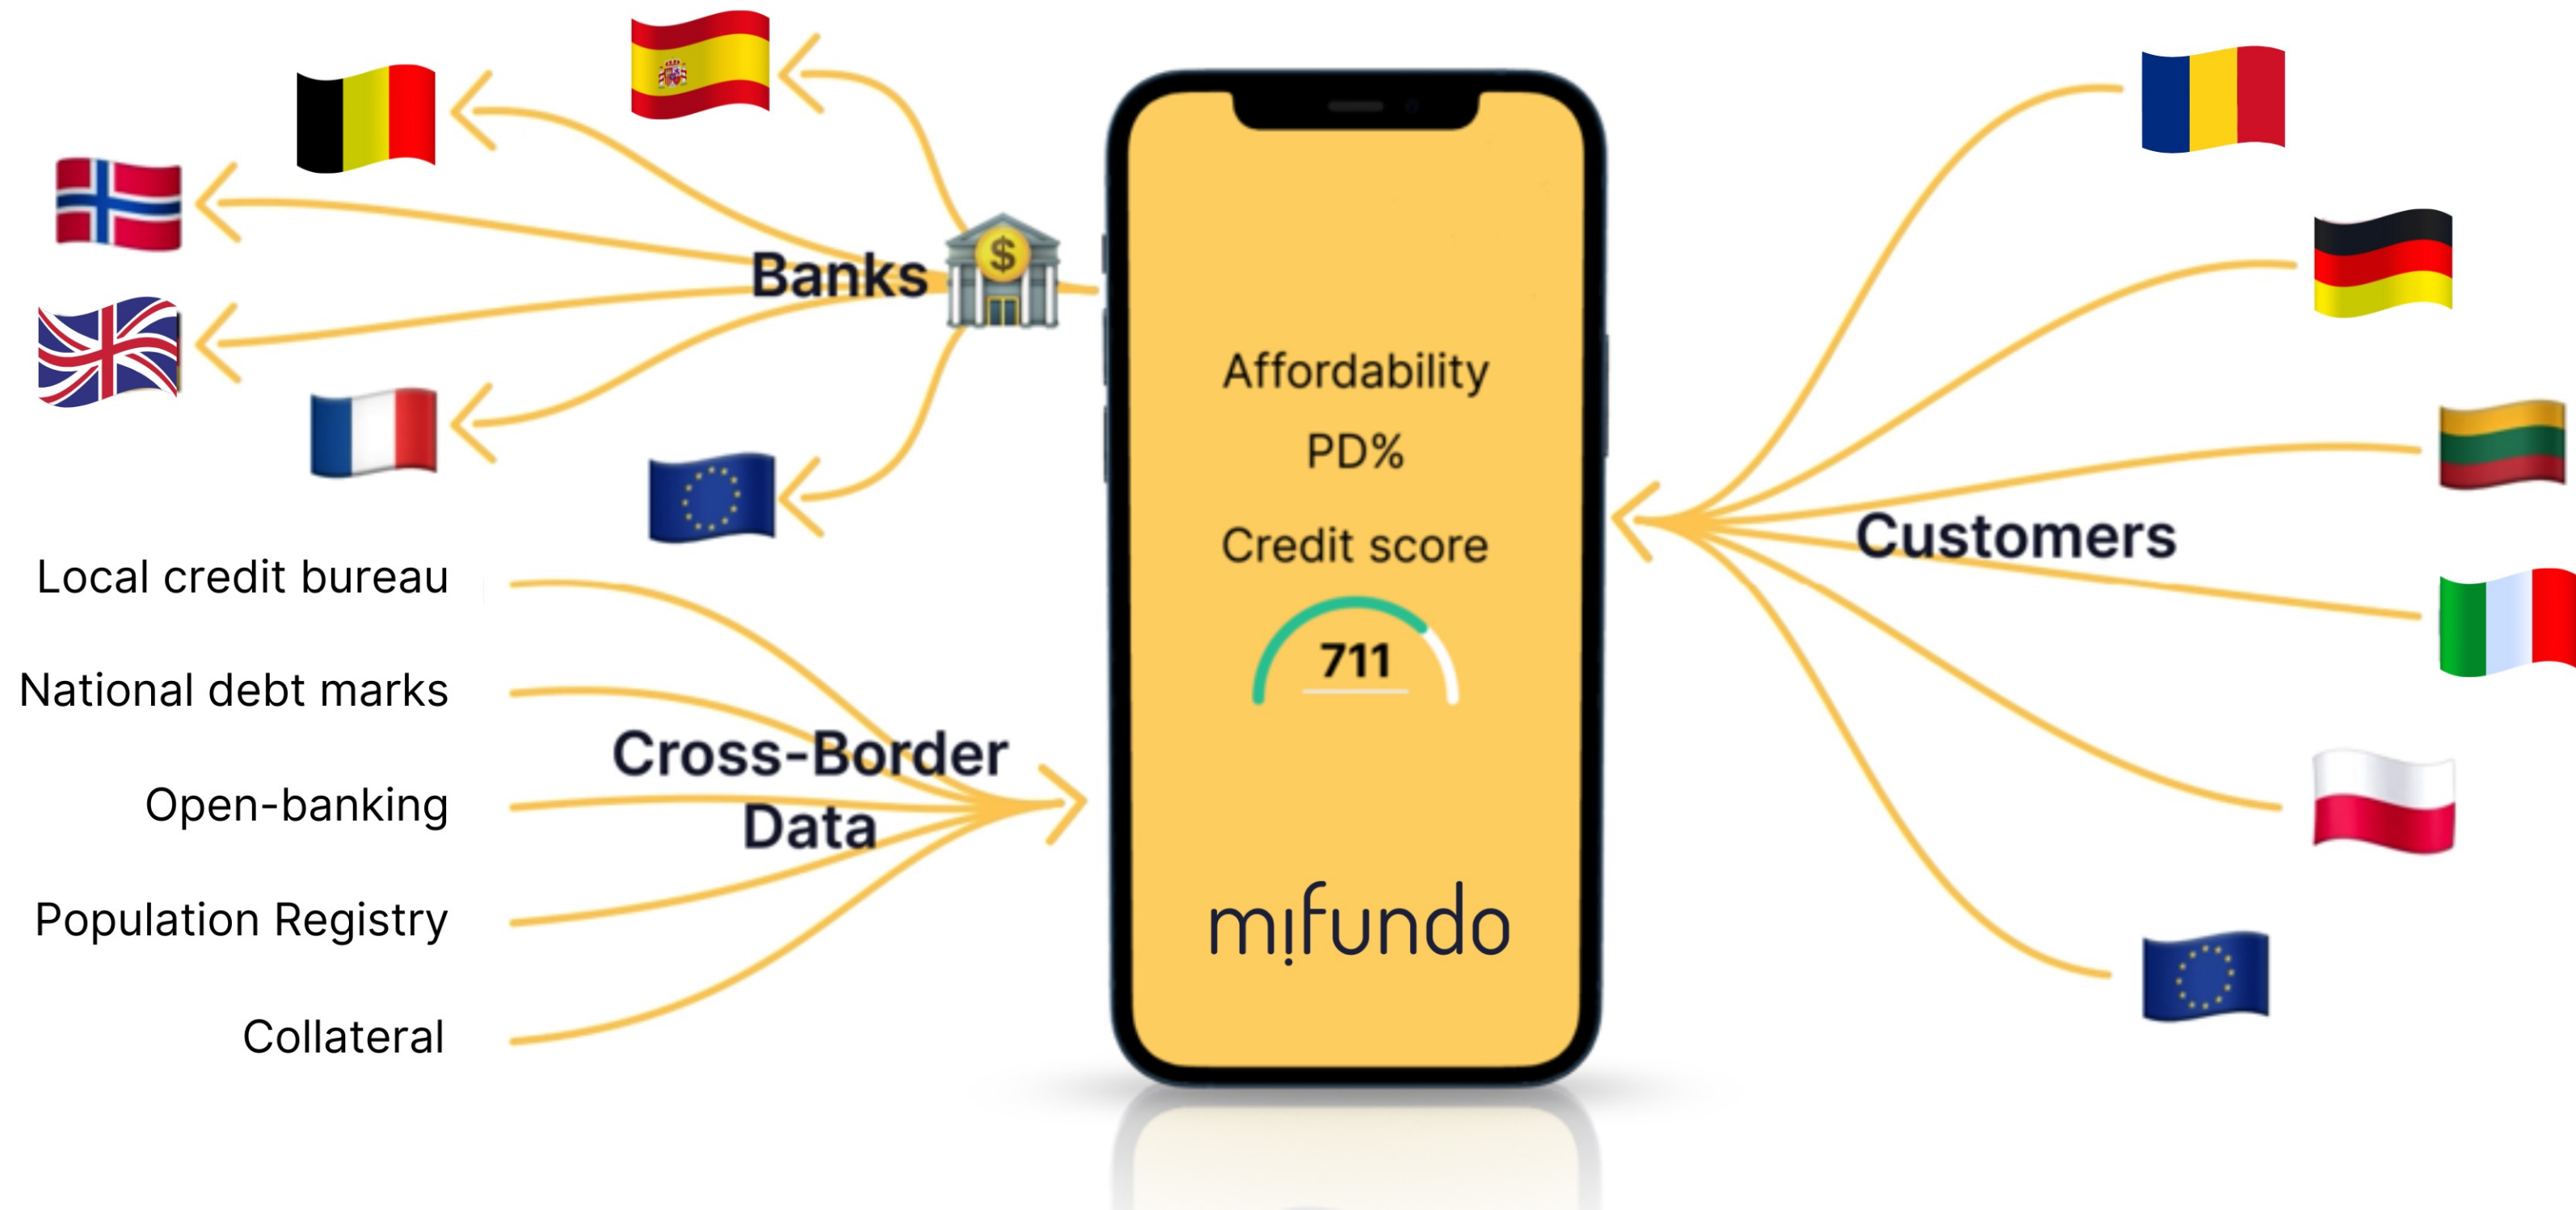 Banks
$
Local credit bureau
National debt marks
Open-banking
Population Registry
Collateral
Cross-Border
Data
Affordability
PD%
Credit score
711
mifundo
Customers